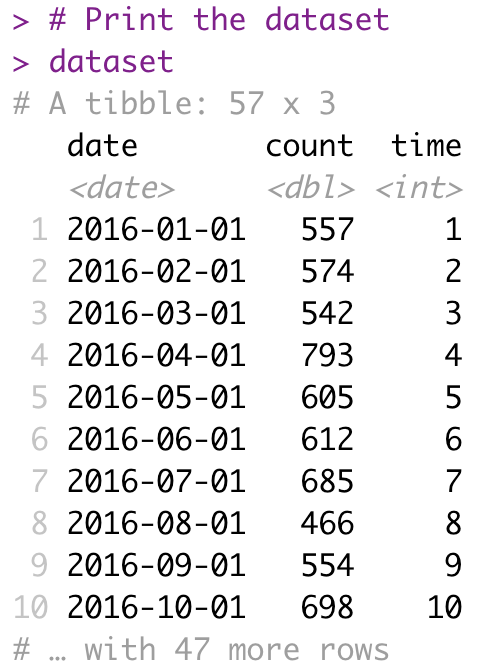 > # Print the dataset
> dataset
# A tibble: 57 x 3
   date       count  time
   <date>     <dbl> <int>
 1 2016-01-01   557     1
 2 2016-02-01   574     2
 3 2016-03-01   542     3
 4 2016-04-01   793     4
 5 2016-05-01   605     5
 6 2016-06-01   612     6
 7 2016-07-01   685     7
 8 2016-08-01   466     8
 9 2016-09-01   554     9
10 2016-10-01   698    10
# … with 47 more rows